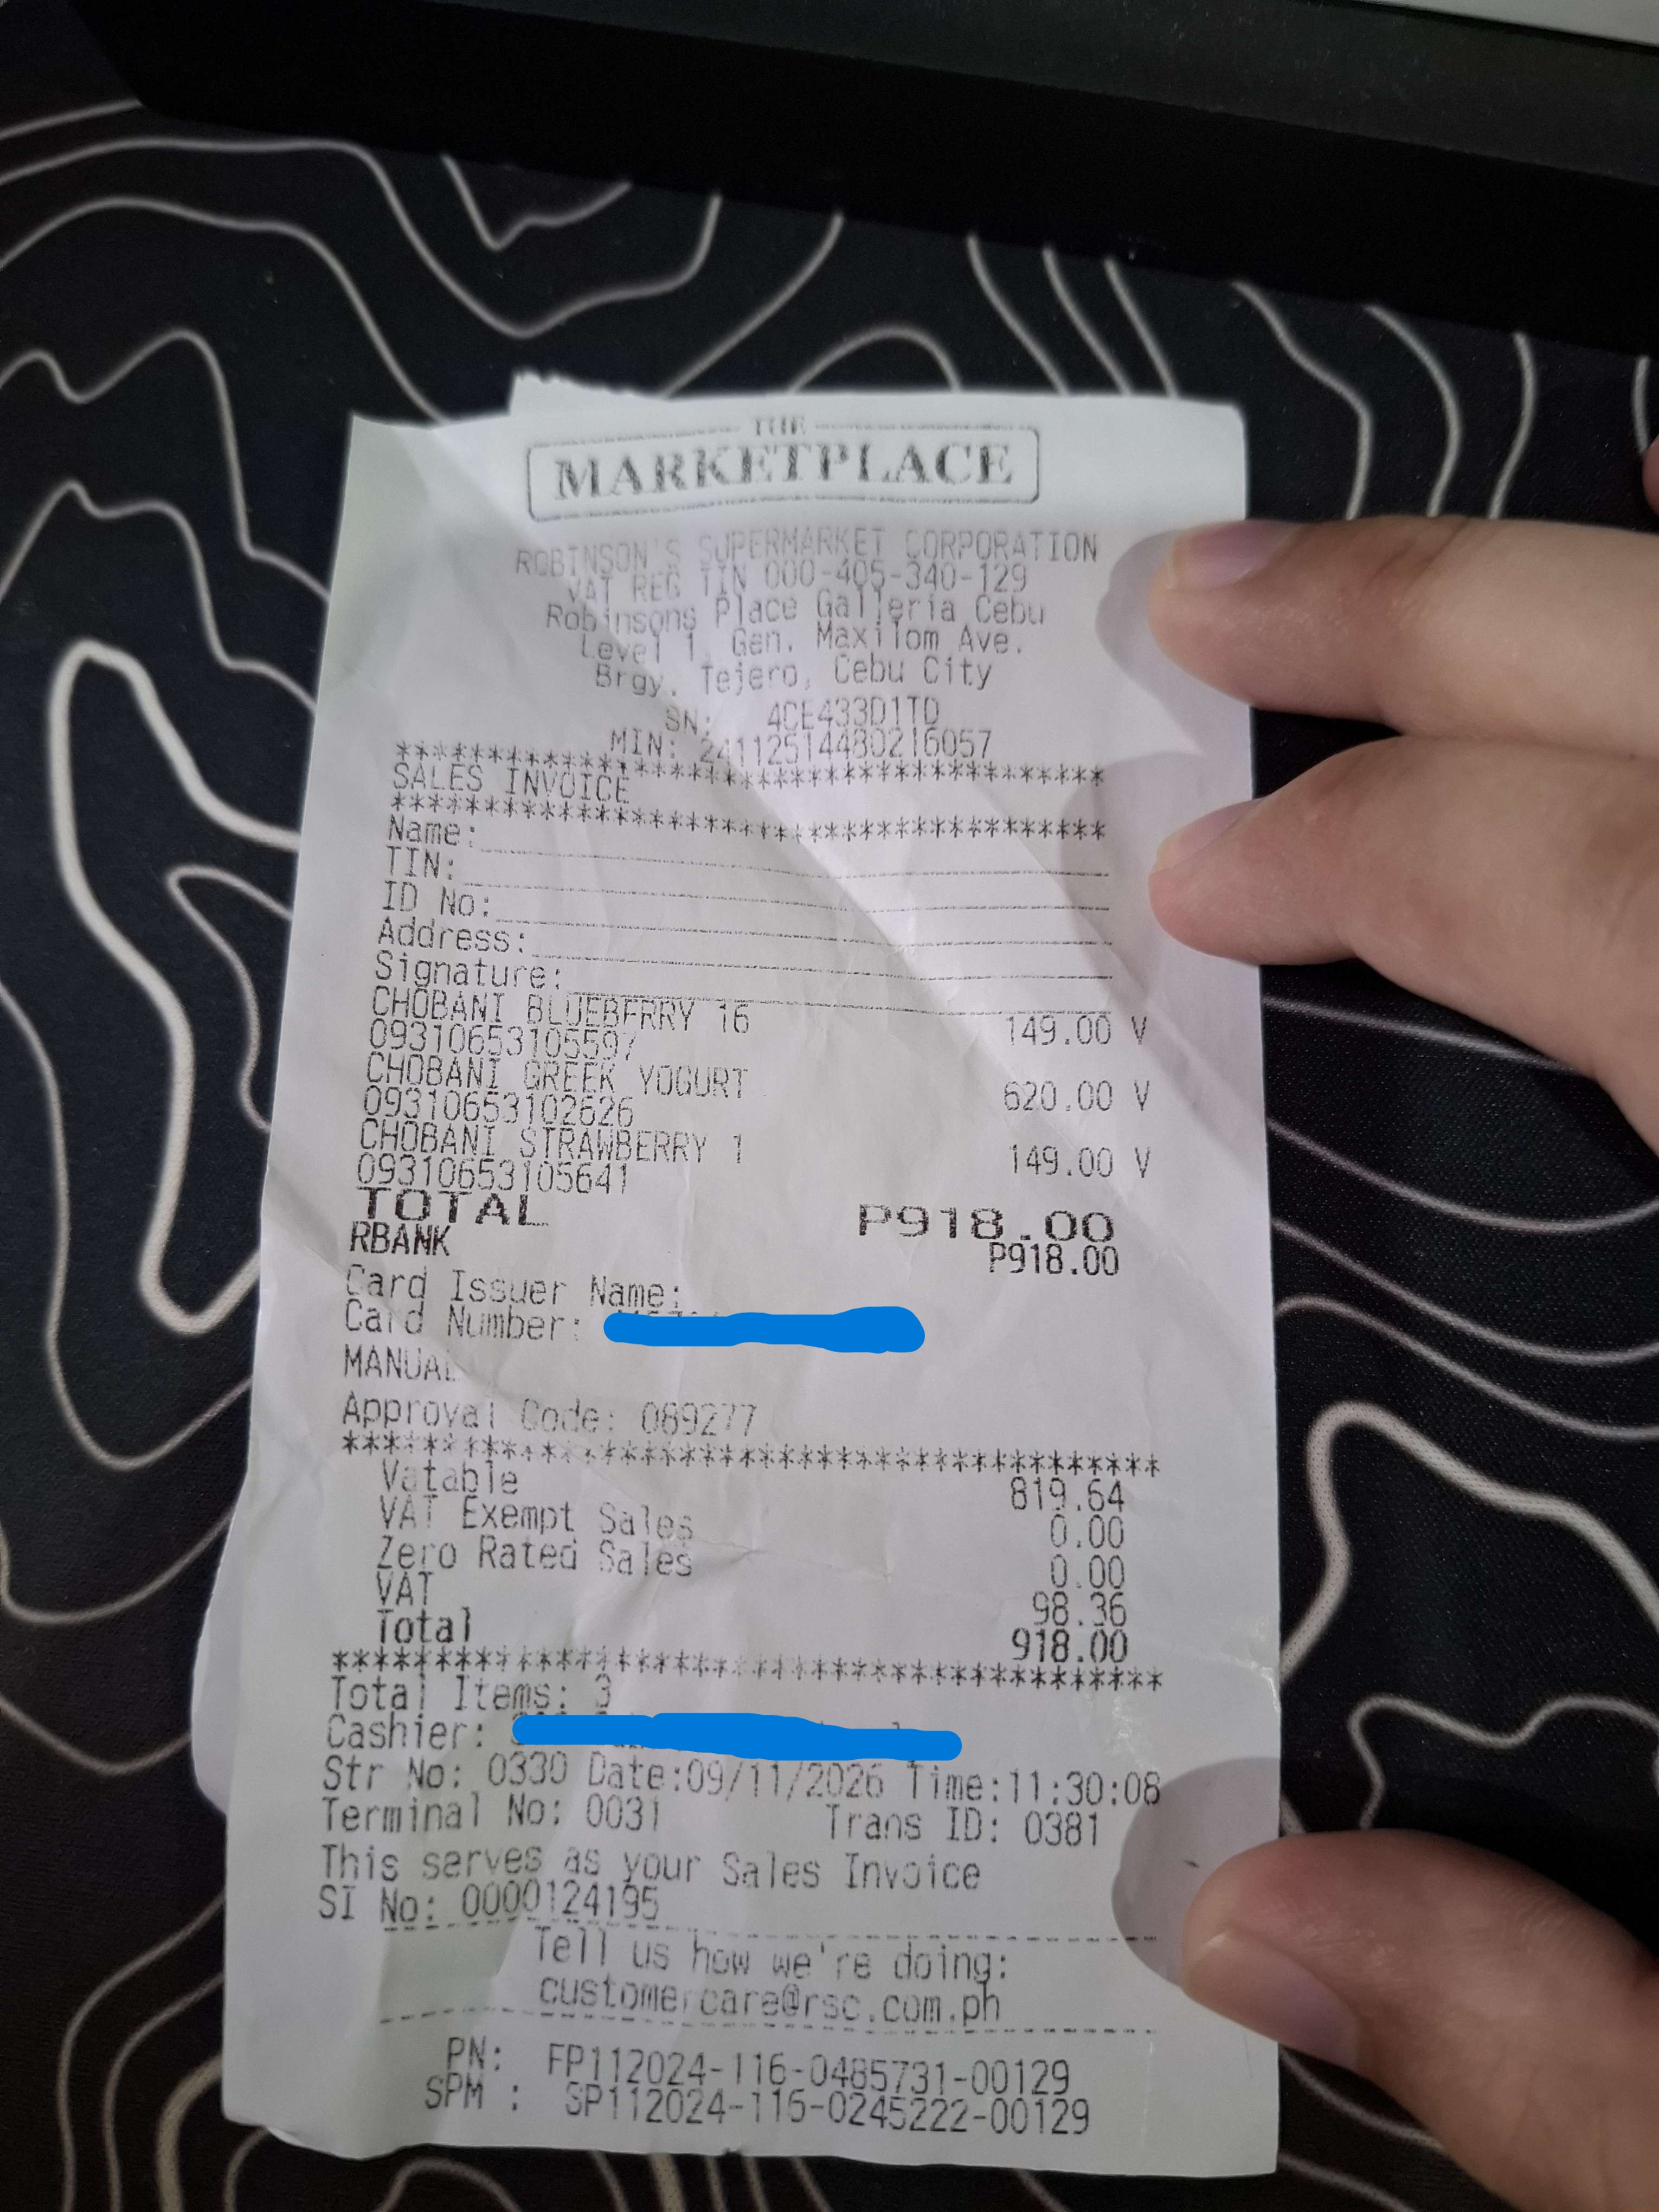 THE
MARKETPLACE
ROBINSON'S SUPERMARKET CORPORATION
VAT REG TIN 000-405-340-129
Robinsons Place Galleria Cebu
Level 1, Gen. Maxilom Ave.
Brgy. Tejero, Cebu City
SN: 4CE433D1TD
MIN: 24112514480216057
****************************************
SALES INVOICE
****************************************
Name:
TIN:
ID No:
Address:
Signature:
CHOBANI BLUEBERRY 16 149.00 V
09310653105597
CHOBANI GREEK YOGURT 620.00 V
09310653102626
CHOBANI STRAWBERRY 1 149.00 V
09310653105641
TOTAL P918.00
RBANK P918.00
Card Issuer Name:
Card Number:
MANUAL
Approval Code: 089277
****************************************
Vatable 819.64
VAT Exempt Sales 0.00
Zero Rated Sales 0.00
VAT 98.36
Total 918.00
****************************************
Total Items: 3
Cashier:
Str No: 0330 Date:09/11/2026 Time:11:30:08
Terminal No: 0031 Trans ID: 0381
This serves as your Sales Invoice
SI No: 0000124195
Tell us how we're doing:
customercare@rsc.com.ph
PN: FP112024-116-0485731-00129
SPM : SP112024-116-0245222-00129